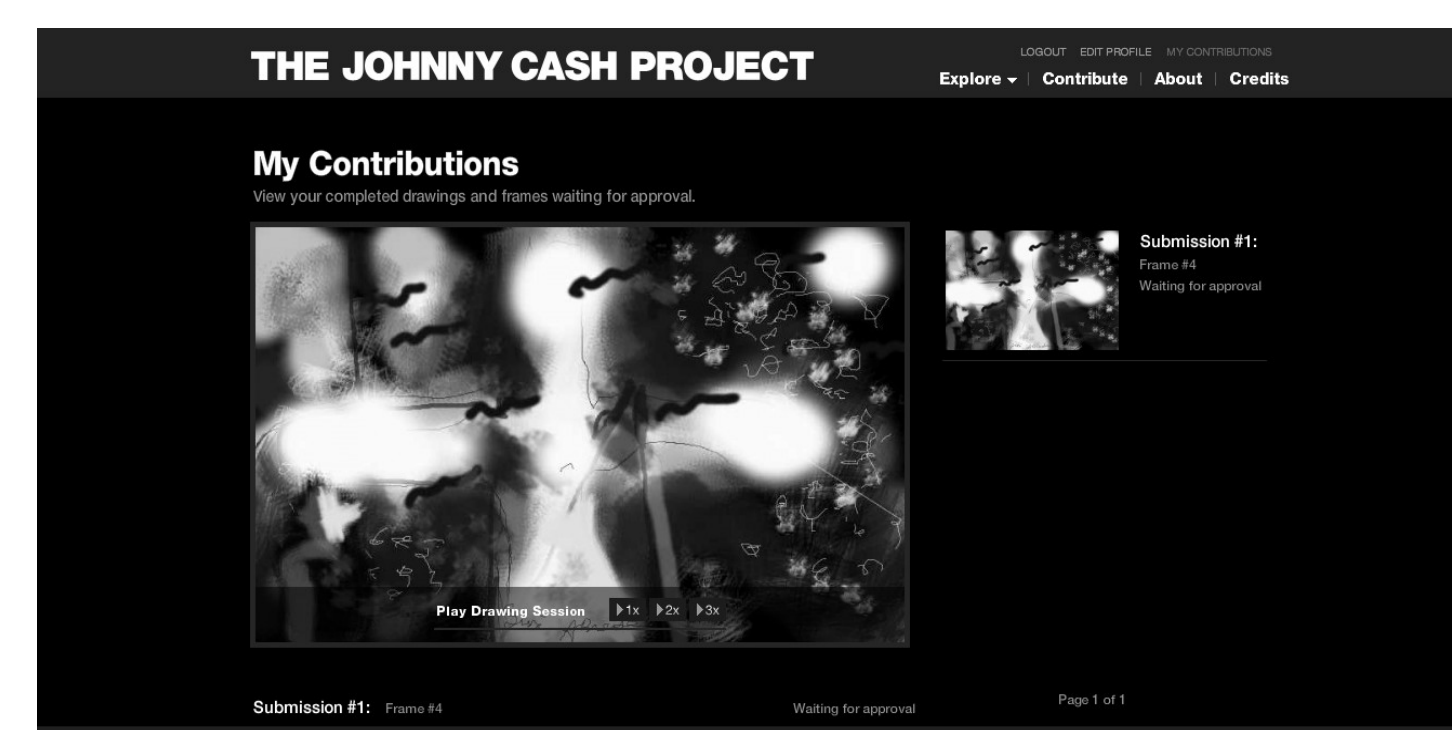 THE JOHNNY CASH PROJECT
LOGOUT EDIT PROFILE MY CONTRIBUTIONS
Explore Contribute About Credits
My Contributions
View your completed drawings and frames waiting for approval.
Submission #1:
Frame #4
Waiting for approval
Play Drawing Session 1x 2x 3x
Submission #1: Frame #4 Waiting for approval
Page 1 of 1